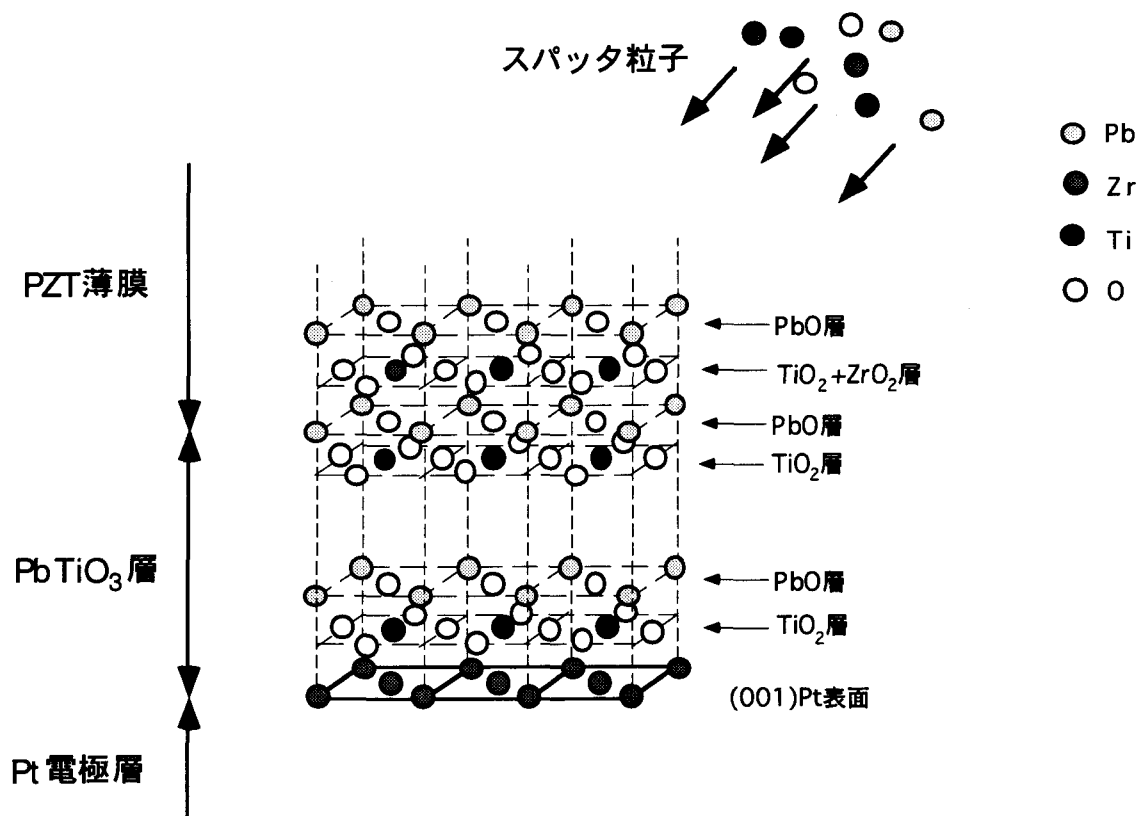 スパッタ粒子
Pb
Zr
Ti
O
PZT薄膜
PbO層
TiO₂+ZrO₂層
PbO層
TiO₂層
PbTiO₃層
PbO層
TiO₂層
(001)Pt表面
Pt電極層